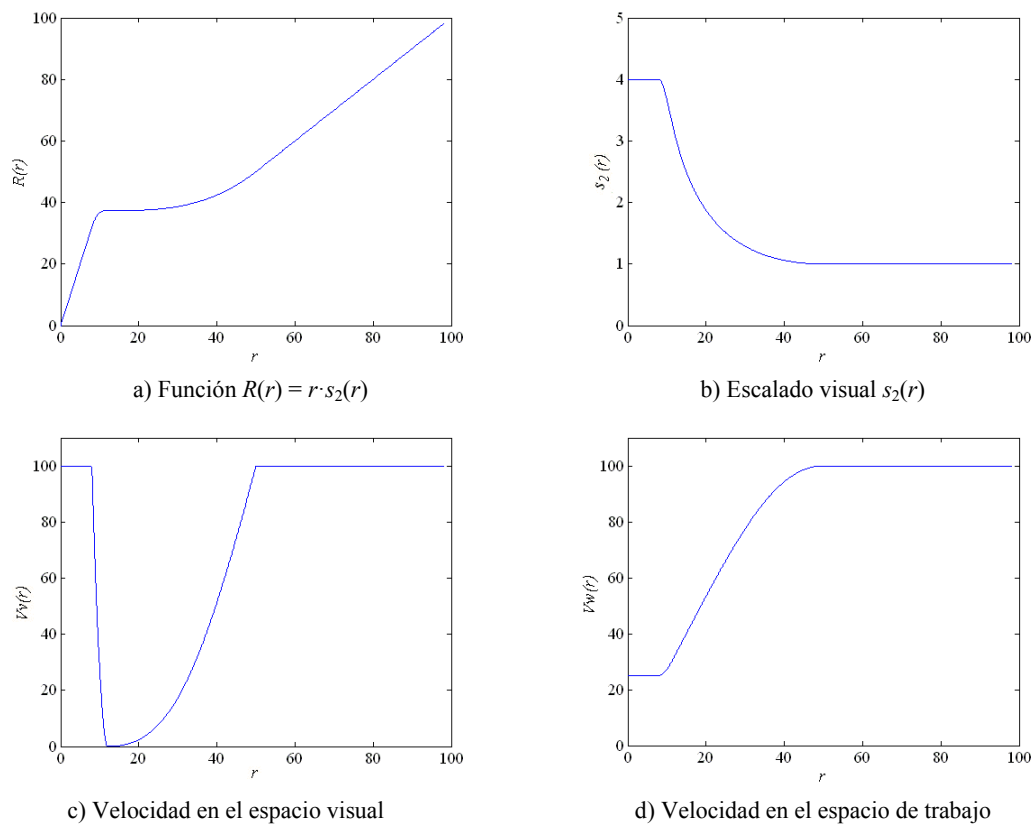 100
80
60
40
20
0
R(r)
0 20 40 60 80 100
r
a) Función R(r) = r·s₂(r)
5
4
3
2
1
0
s₂(r)
0 20 40 60 80 100
r
b) Escalado visual s₂(r)
100
80
60
40
20
0
Vv(r)
0 20 40 60 80 100
r
c) Velocidad en el espacio visual
100
80
60
40
20
0
Vw(r)
0 20 40 60 80 100
r
d) Velocidad en el espacio de trabajo